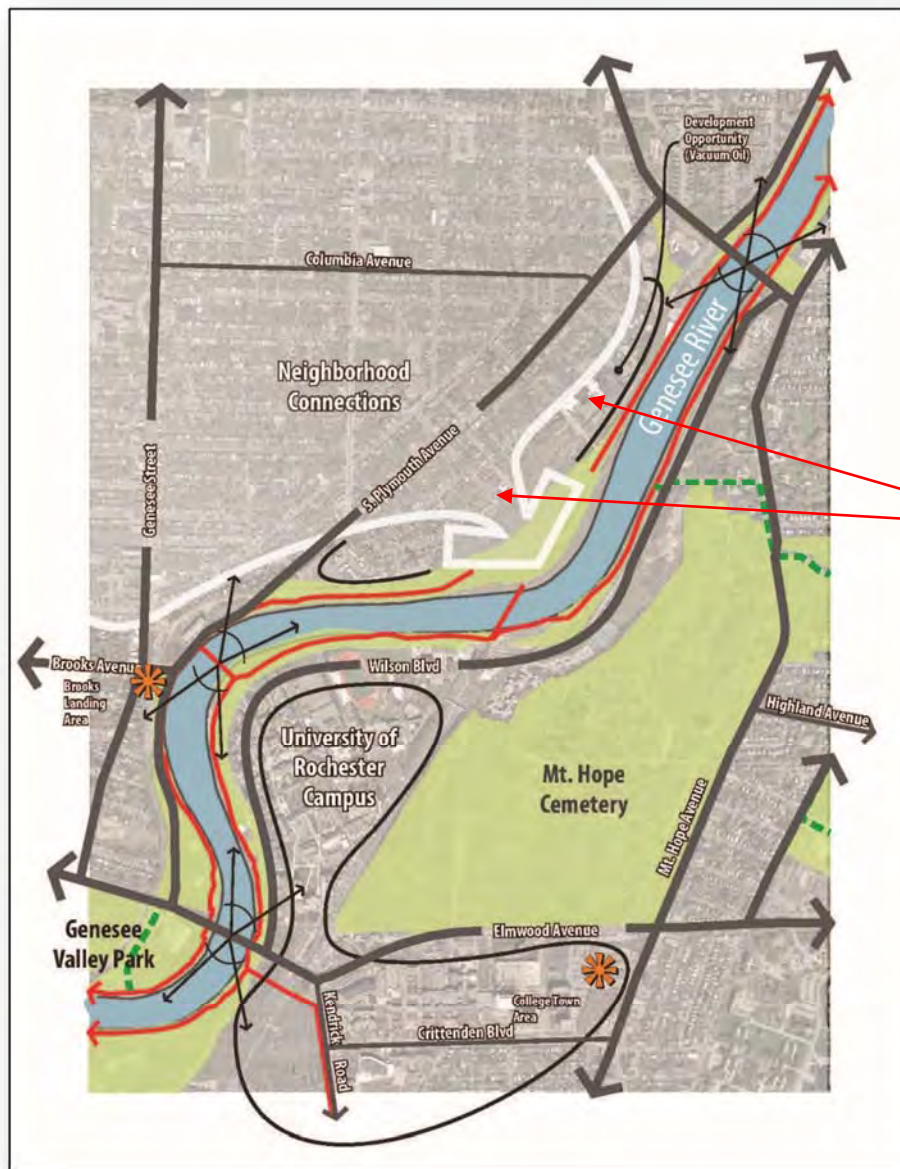 Development
Opportunity
(Vacuum Oil)
Columbia Avenue
Genesee River
Neighborhood
Connections
Genesee Street
S. Plymouth Avenue
Brooks Avenu
Brooks
Landing
Area
Wilson Blvd
Highland Avenue
University of
Rochester
Campus
Mt. Hope
Cemetery
Mt. Hope Avenue
Genesee
Valley Park
Elmwood Avenue
College Town
Area
Kendrick
Road
Crittenden Blvd